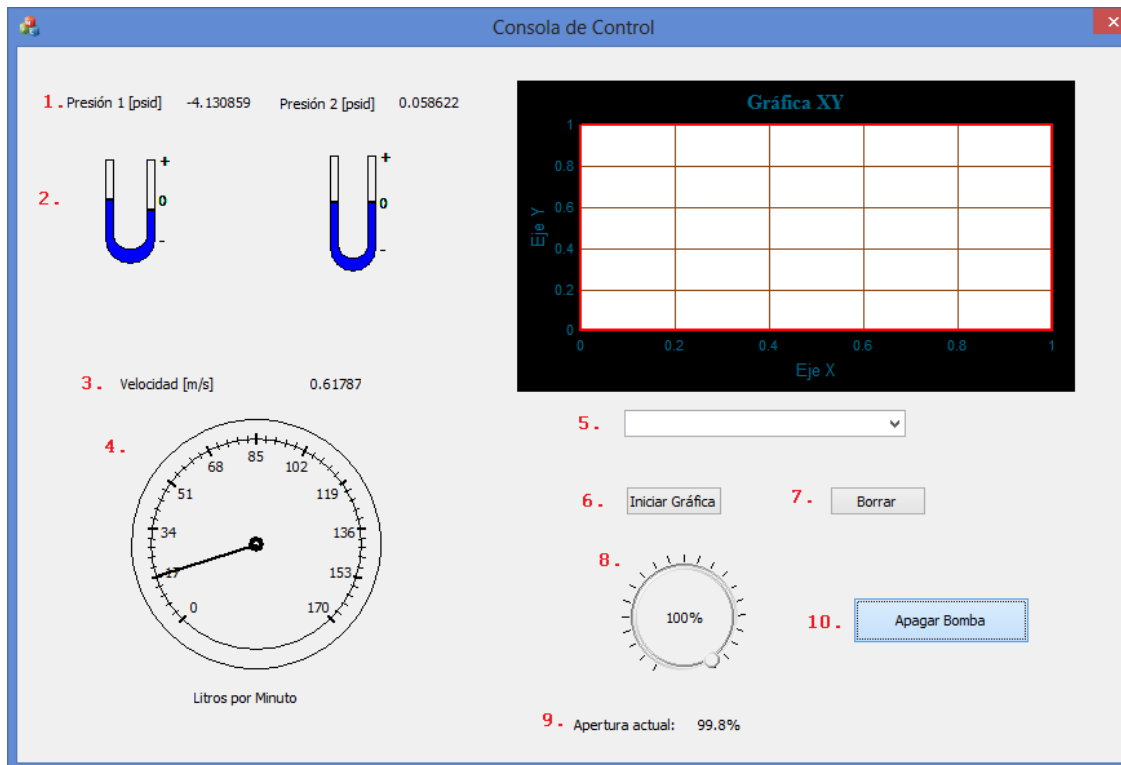 Consola de Control
1. Presión 1 [psid] -4.130859 Presión 2 [psid] 0.058622
2.
+
0
-
+
0
-
Gráfica XY
Eje Y
1
0.8
0.6
0.4
0.2
0
0 0.2 0.4 0.6 0.8 1
Eje X
3. Velocidad [m/s] 0.61787
4.
0
17
34
51
68
85
102
119
136
153
170
Litros por Minuto
5.
6. Iniciar Gráfica
7. Borrar
8.
100%
9. Apertura actual: 99.8%
10. Apagar Bomba